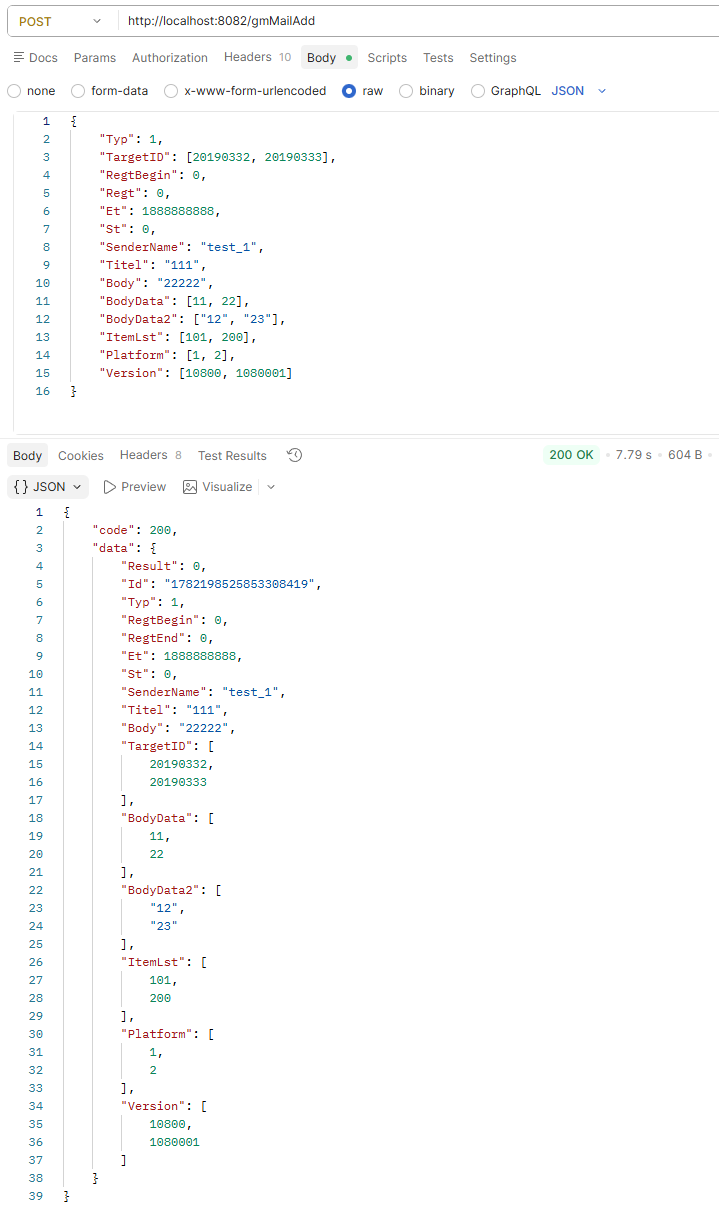 POST http://localhost:8082/gmMailAdd
Docs Params Authorization Headers 10 Body Scripts Tests Settings
none form-data x-www-form-urlencoded raw binary GraphQL JSON
1 {
2 "Typ": 1,
3 "TargetID": [20190332, 20190333],
4 "RegtBegin": 0,
5 "Regt": 0,
6 "Et": 1888888888,
7 "St": 0,
8 "SenderName": "test_1",
9 "Titel": "111",
10 "Body": "22222",
11 "BodyData": [11, 22],
12 "BodyData2": ["12", "23"],
13 "ItemLst": [101, 200],
14 "Platform": [1, 2],
15 "Version": [10800, 1080001]
16 }
Body Cookies Headers 8 Test Results 200 OK • 7.79 s • 604 B •
{} JSON Preview Visualize
1 {
2 "code": 200,
3 "data": {
4 "Result": 0,
5 "Id": "1782198525853308419",
6 "Typ": 1,
7 "RegtBegin": 0,
8 "RegtEnd": 0,
9 "Et": 1888888888,
10 "St": 0,
11 "SenderName": "test_1",
12 "Titel": "111",
13 "Body": "22222",
14 "TargetID": [
15 20190332,
16 20190333
17 ],
18 "BodyData": [
19 11,
20 22
21 ],
22 "BodyData2": [
23 "12",
24 "23"
25 ],
26 "ItemLst": [
27 101,
28 200
29 ],
30 "Platform": [
31 1,
32 2
33 ],
34 "Version": [
35 10800,
36 1080001
37 ]
38 }
39 }